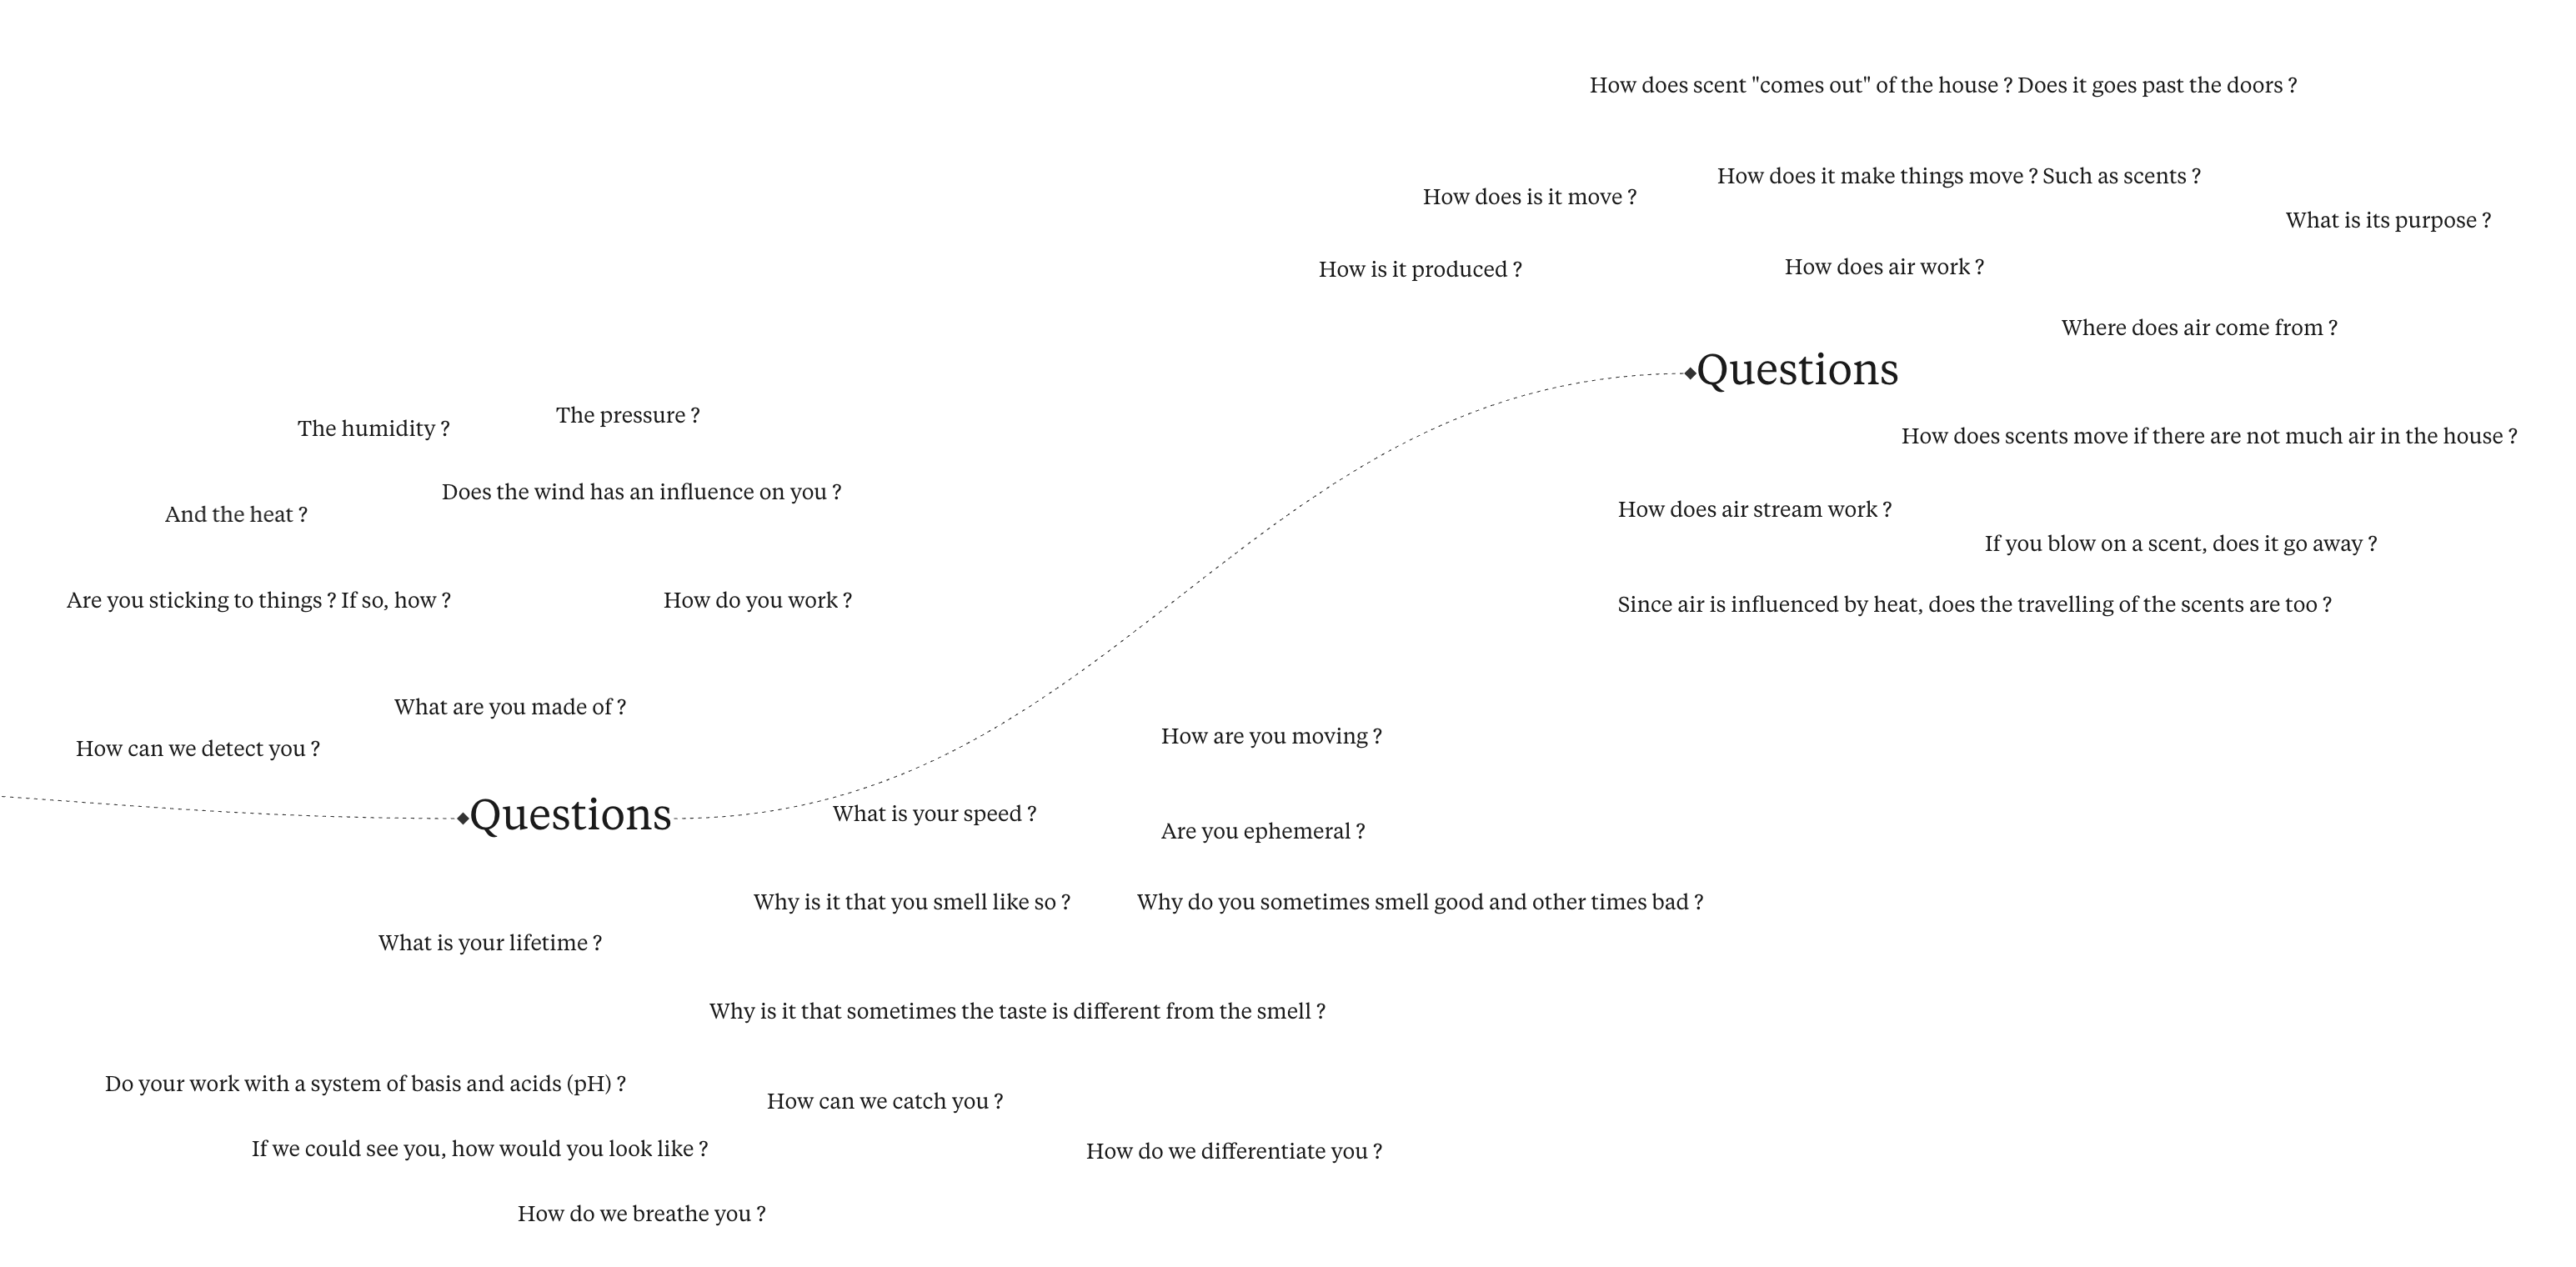 How does scent "comes out" of the house ? Does it goes past the doors ?
How does it make things move ? Such as scents ?
How does is it move ?
What is its purpose ?
How is it produced ?
How does air work ?
Where does air come from ?
Questions
How does scents move if there are not much air in the house ?
How does air stream work ?
If you blow on a scent, does it go away ?
Since air is influenced by heat, does the travelling of the scents are too ?
The pressure ?
The humidity ?
Does the wind has an influence on you ?
And the heat ?
Are you sticking to things ? If so, how ?
How do you work ?
What are you made of ?
How can we detect you ?
How are you moving ?
Questions
What is your speed ?
Are you ephemeral ?
Why is it that you smell like so ?
Why do you sometimes smell good and other times bad ?
What is your lifetime ?
Why is it that sometimes the taste is different from the smell ?
Do your work with a system of basis and acids (pH) ?
How can we catch you ?
If we could see you, how would you look like ?
How do we differentiate you ?
How do we breathe you ?